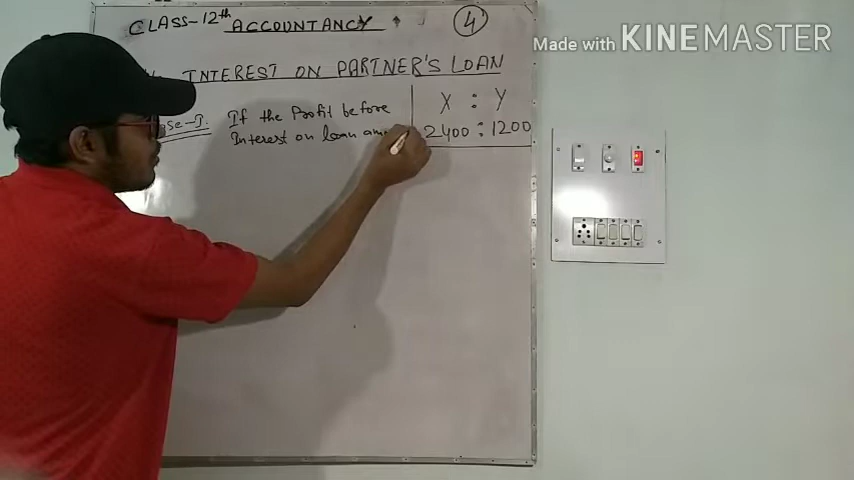 CLASS-12th ACCOUNTANCY
4
Made with KINEMASTER
INTEREST ON PARTNER'S LOAN
If the Profit before
Interest on loan
X : Y
2400 : 1200